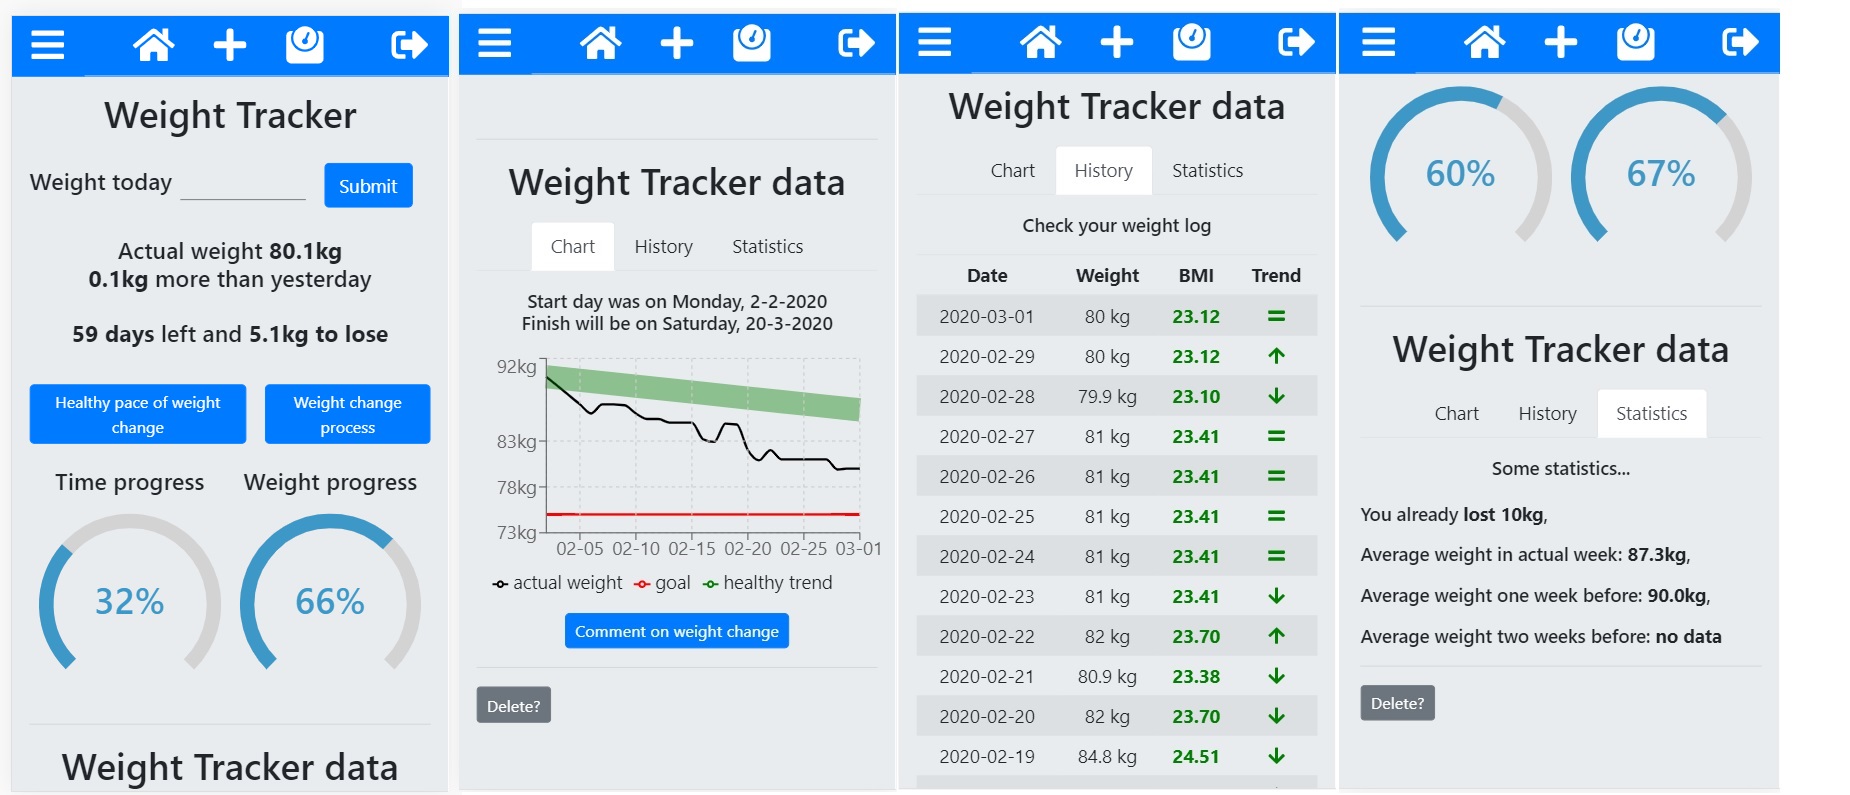 Weight Tracker
Weight today
Submit
Actual weight 80.1kg
0.1kg more than yesterday
59 days left and 5.1kg to lose
Healthy pace of weight
change
Weight change
process
Time progress
Weight progress
32%
66%
Weight Tracker data
Weight Tracker data
Chart History Statistics
Start day was on Monday, 2-2-2020
Finish will be on Saturday, 20-3-2020
92kg
83kg
78kg
73kg
02-05 02-10 02-15 02-20 02-25 03-01
actual weight goal healthy trend
Comment on weight change
Delete?
Weight Tracker data
Chart History Statistics
Check your weight log
Date Weight BMI Trend
2020-03-01 80 kg 23.12 =
2020-02-29 80 kg 23.12 ↑
2020-02-28 79.9 kg 23.10 ↓
2020-02-27 81 kg 23.41 =
2020-02-26 81 kg 23.41 =
2020-02-25 81 kg 23.41 =
2020-02-24 81 kg 23.41 =
2020-02-23 81 kg 23.41 ↓
2020-02-22 82 kg 23.70 ↑
2020-02-21 80.9 kg 23.38 ↓
2020-02-20 82 kg 23.70 ↓
2020-02-19 84.8 kg 24.51 ↓
60%
67%
Weight Tracker data
Chart History Statistics
Some statistics...
You already lost 10kg,
Average weight in actual week: 87.3kg,
Average weight one week before: 90.0kg,
Average weight two weeks before: no data
Delete?